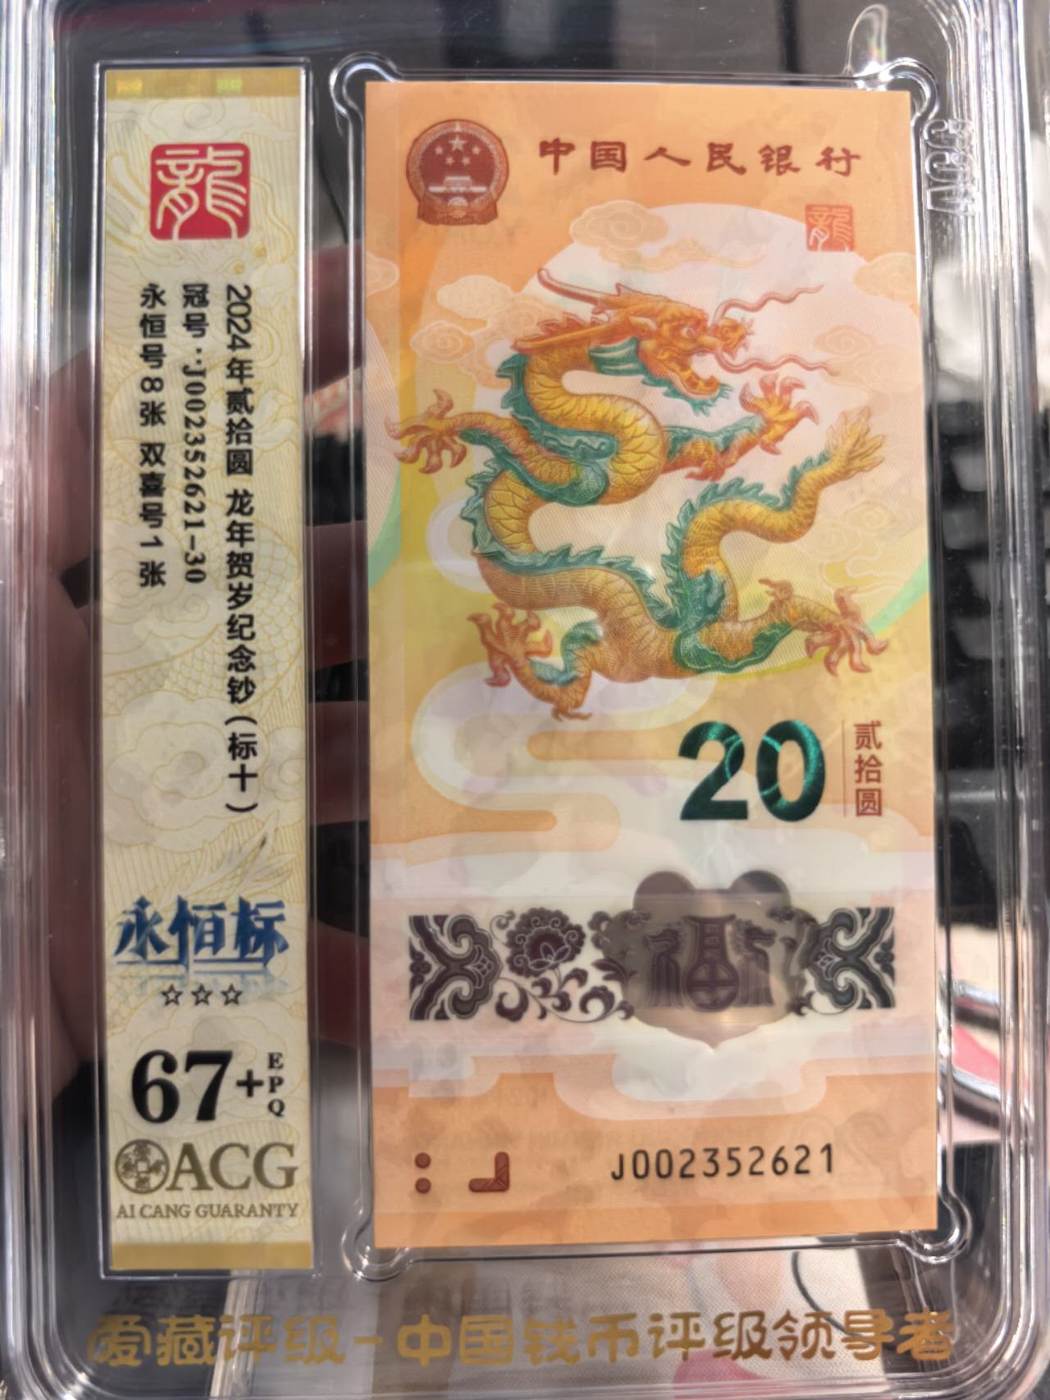 龍
2024年贰拾圆 龙年贺岁纪念钞(标十)
冠号:J002352621-30
永恒号8张 双喜号1张
永恒标
☆☆☆
67+ EPQ
ACG
AI CANG GUARANTY
中国人民银行
龍
20
贰拾圆
福
J002352621
爱藏评级-中国钱币评级领导者